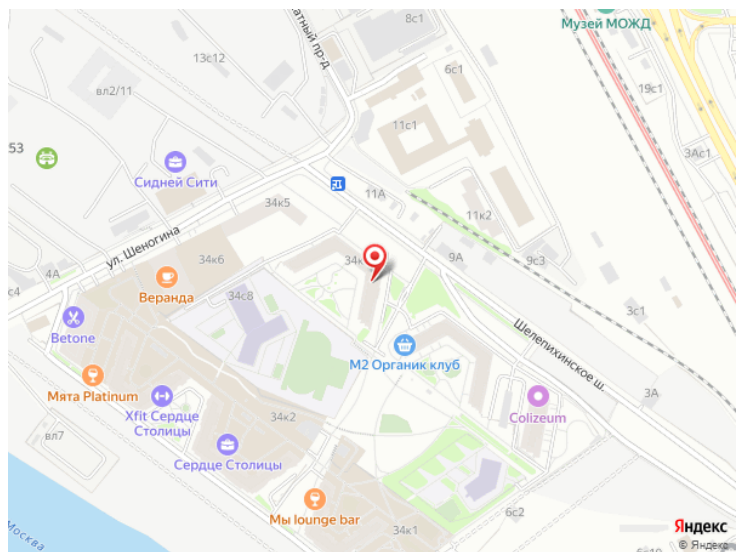 8с1
Музей МОЖД
атный пр-д
13с12
6с1
вл2/11
19с1
11с1
53
3Ас1
Сидней Сити
11А
34к5
11к2
ул. Шеногина
34к6
34к
9А
9с3
4А
с4
34с8
Веранда
3с1
Шелепихинское ш.
Betone
М2 Органик клуб
Мята Platinum
3А
Xfit Сердце
Столицы
34к2
Colizeum
вл7
Сердце Столицы
6с2
Мы lounge bar
34к1
Москва
Яндекс
© Яндекс